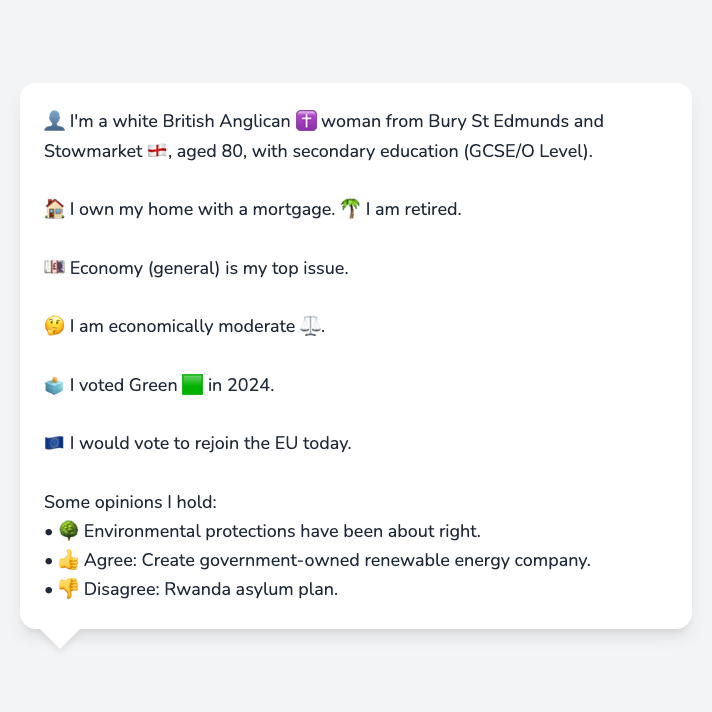 👤 I'm a white British Anglican ✝️ woman from Bury St Edmunds and
Stowmarket 🏴󠁧󠁢󠁥󠁮󠁧󠁿, aged 80, with secondary education (GCSE/O Level).
🏠 I own my home with a mortgage. 🌴 I am retired.
💷 Economy (general) is my top issue.
🤔 I am economically moderate ⚖️.
🗳️ I voted Green 🟩 in 2024.
🇪🇺 I would vote to rejoin the EU today.
Some opinions I hold:
• 🌳 Environmental protections have been about right.
• 👍 Agree: Create government-owned renewable energy company.
• 👎 Disagree: Rwanda asylum plan.